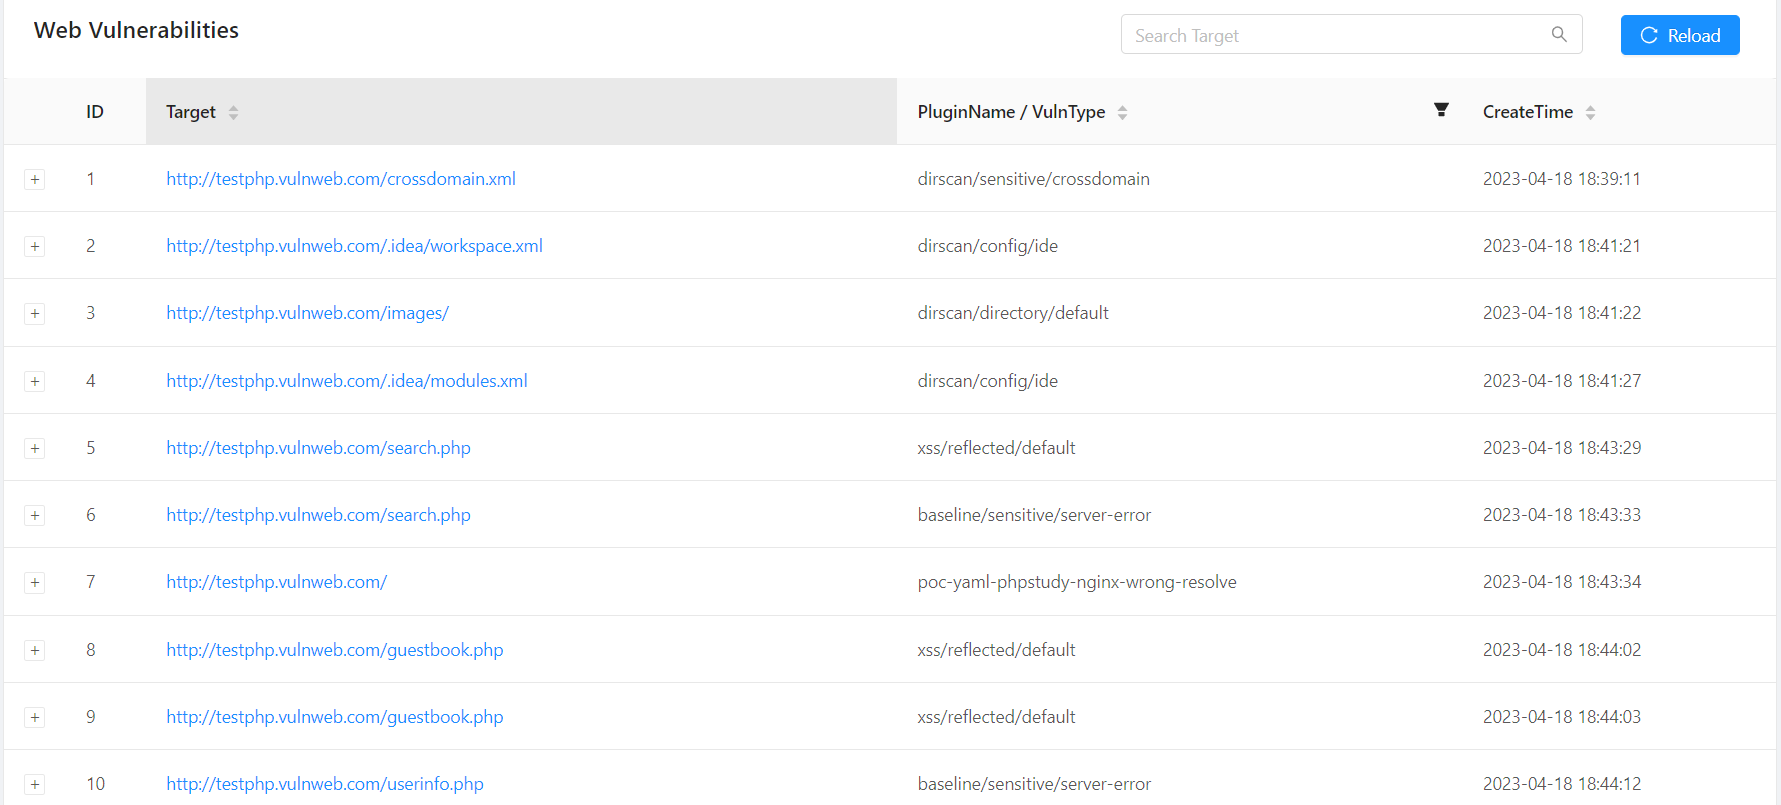 Web Vulnerabilities
Search Target
Reload
ID Target PluginName / VulnType CreateTime
+ 1 http://testphp.vulnweb.com/crossdomain.xml dirscan/sensitive/crossdomain 2023-04-18 18:39:11
+ 2 http://testphp.vulnweb.com/.idea/workspace.xml dirscan/config/ide 2023-04-18 18:41:21
+ 3 http://testphp.vulnweb.com/images/ dirscan/directory/default 2023-04-18 18:41:22
+ 4 http://testphp.vulnweb.com/.idea/modules.xml dirscan/config/ide 2023-04-18 18:41:27
+ 5 http://testphp.vulnweb.com/search.php xss/reflected/default 2023-04-18 18:43:29
+ 6 http://testphp.vulnweb.com/search.php baseline/sensitive/server-error 2023-04-18 18:43:33
+ 7 http://testphp.vulnweb.com/ poc-yaml-phpstudy-nginx-wrong-resolve 2023-04-18 18:43:34
+ 8 http://testphp.vulnweb.com/guestbook.php xss/reflected/default 2023-04-18 18:44:02
+ 9 http://testphp.vulnweb.com/guestbook.php xss/reflected/default 2023-04-18 18:44:03
+ 10 http://testphp.vulnweb.com/userinfo.php baseline/sensitive/server-error 2023-04-18 18:44:12